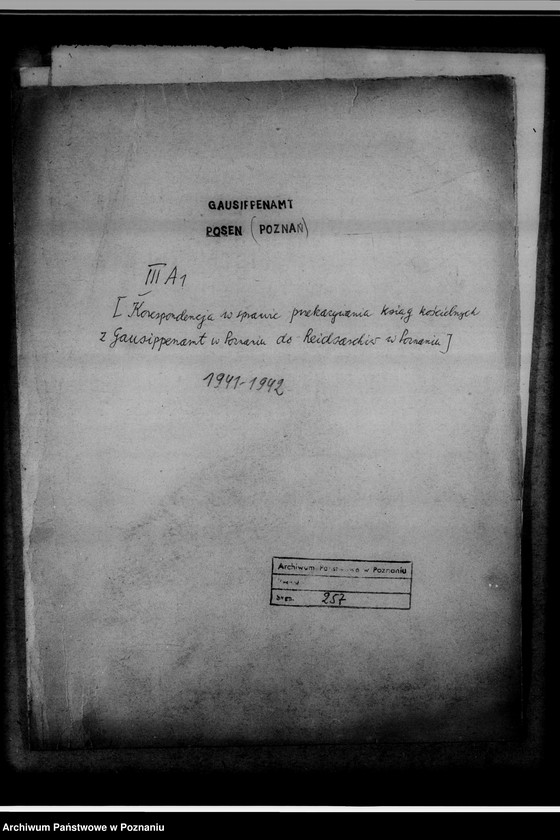 GAUSIPPENAMT
POSEN (POZNAŃ)
III A1
[Korespondencja w sprawie przekazywania ksiąg kościelnych
z Gausippenamt w Poznaniu do Reichsarchiv w Poznaniu]
1941-1942
Archiwum Państwowe w Poznaniu
257
Archiwum Państwowe w Poznaniu